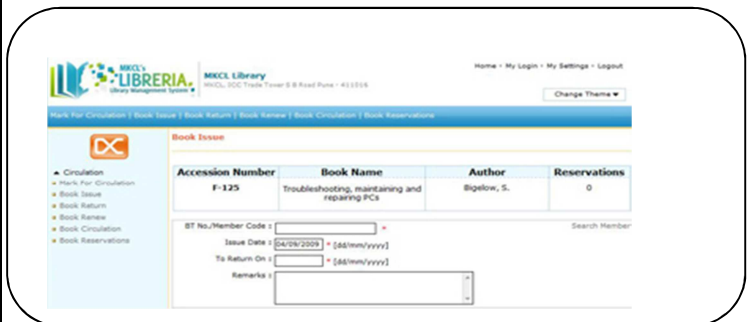 MKCL's
LIBRERIA.
Library Management System
MKCL Library
MKCL, ICC Trade Tower S B Road Pune - 411016
Home - My Login - My Settings - Logout
Change Theme
Mark For Circulation | Book Issue | Book Return | Book Renew | Book Circulation | Book Reservations
DC
Book Issue
Circulation
Mark For Circulation
Book Issue
Book Return
Book Renew
Book Circulation
Book Reservations
Accession Number Book Name Author Reservations
F-125 Troubleshooting, maintaining and repairing PCs Bigelow, S. 0
BT No./Member Code : * Search Member
Issue Date : 04/09/2009 * [dd/mm/yyyy]
To Return On : * [dd/mm/yyyy]
Remarks :